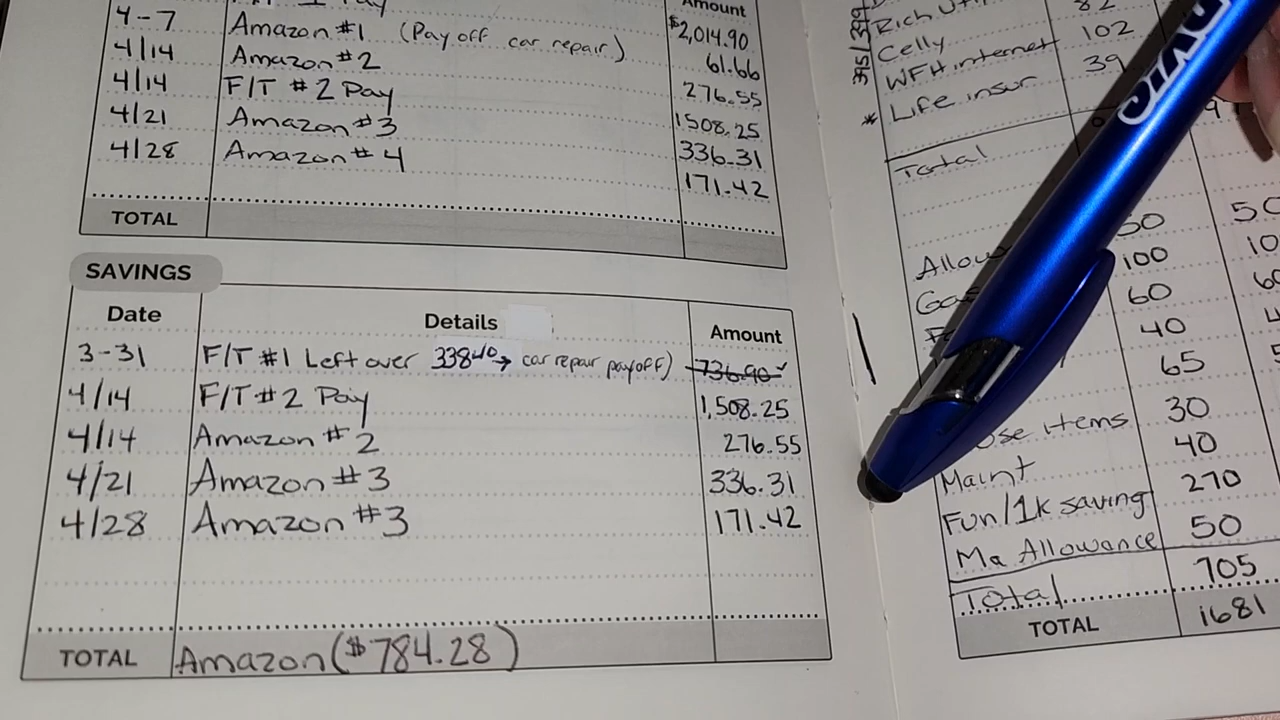 Pay
Amount
4-7 Amazon #1 (Pay off car repair) $2,014.90
4/14 Amazon #2 61.66
4/14 F/T #2 Pay 276.55
4/21 Amazon #3 1508.25
4/28 Amazon #4 336.31
171.42
TOTAL
SAVINGS
Date Details Amount
3-31 F/T #1 Left over 338.40 → car repair payoff) 736.90
4/14 F/T #2 Pay 1,508.25
4/14 Amazon #2 276.55
4/21 Amazon #3 336.31
4/28 Amazon #3 171.42
TOTAL Amazon ($784.28)
Rich 82
Celly 102
WFH internet 39
* Life insur
Total
50 50
Allow 100
60
40
65
items 30
Maint 40
Fun/1k saving 270
Ma Allowance 50
Total 705
TOTAL 1681